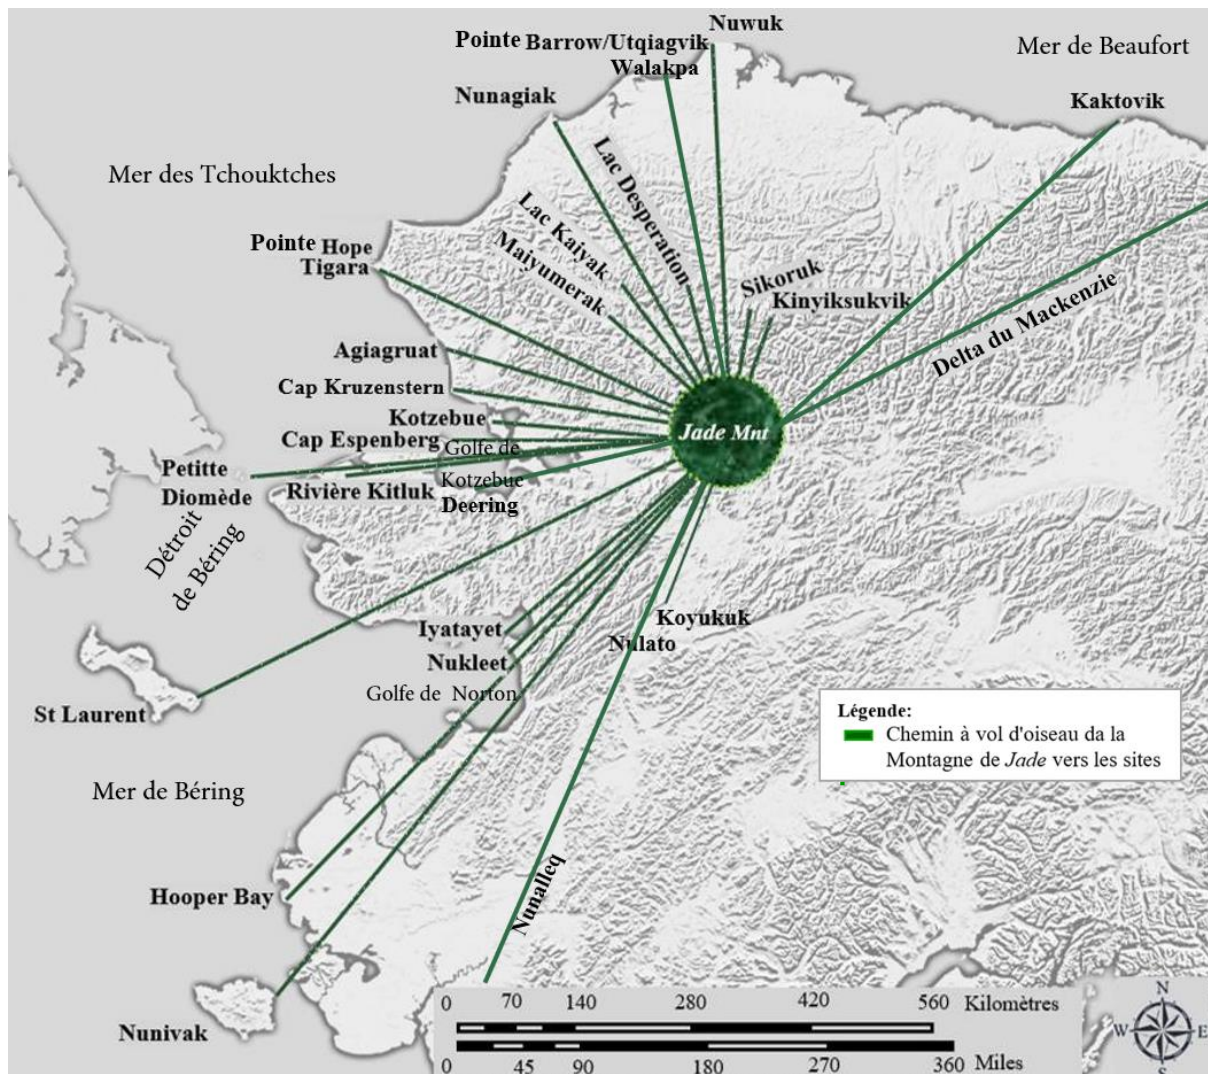 Nuwuk
Pointe Barrow/Utqiagvik
Mer de Beaufort
Walakpa
Nunagiak
Kaktovik
Mer des Tchouktches
Lac Desperation
Lac Kaiyak
Maiyumerak
Pointe Hope
Tigara
Sikoruk
Kinyiksukvik
Delta du Mackenzie
Agiagruat
Cap Kruzenstern
Kotzebue
Jade Mnt
Cap Espenberg
Golfe de
Kotzebue
Petitte
Diomède
Rivière Kitluk
Deering
Détroit
de Béring
Iyatayet
Koyukuk
Nulato
Nukleet
Golfe de Norton
St Laurent
Légende:
Chemin à vol d'oiseau da la
Montagne de Jade vers les sites
Mer de Béring
Hooper Bay
Nunalleq
Nunivak
0 70 140 280 420 560 Kilomètres
0 45 90 180 270 360 Miles
N
W E
S